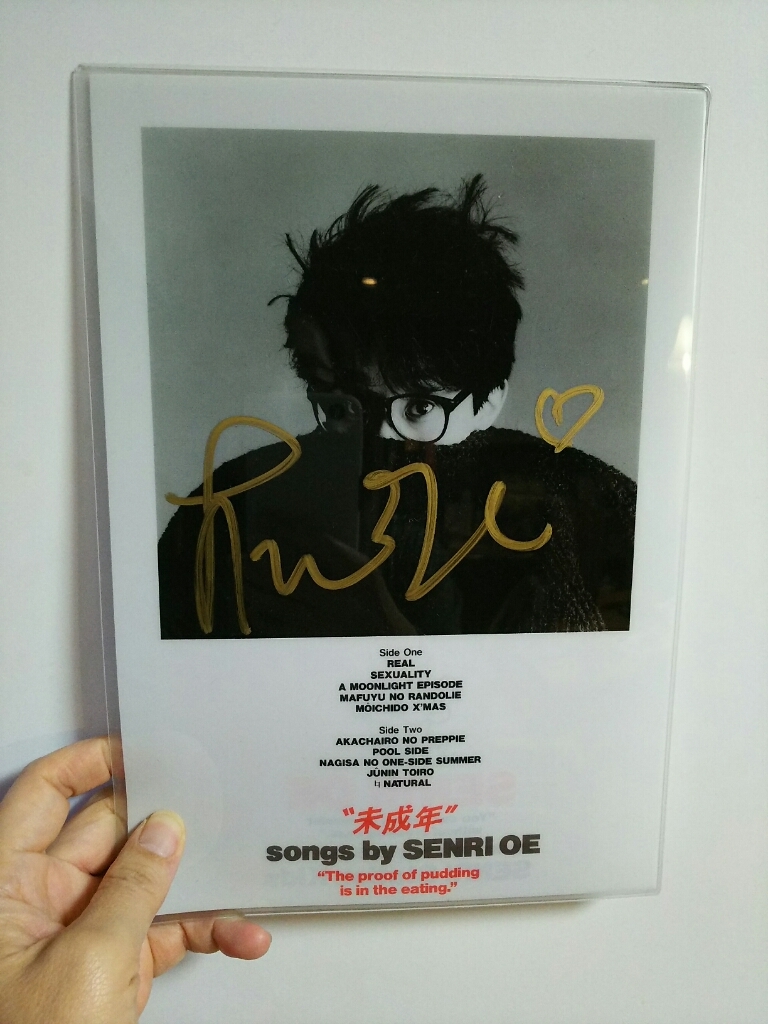 Side One
REAL
SEXUALITY
A MOONLIGHT EPISODE
MAFUYU NO RANDOLIE
MŌICHIDO X'MAS
Side Two
AKACHAIRO NO PREPPIE
POOL SIDE
NAGISA NO ONE-SIDE SUMMER
JŪNIN TOIRO
♮ NATURAL
“未成年”
songs by SENRI OE
“The proof of pudding
is in the eating.”